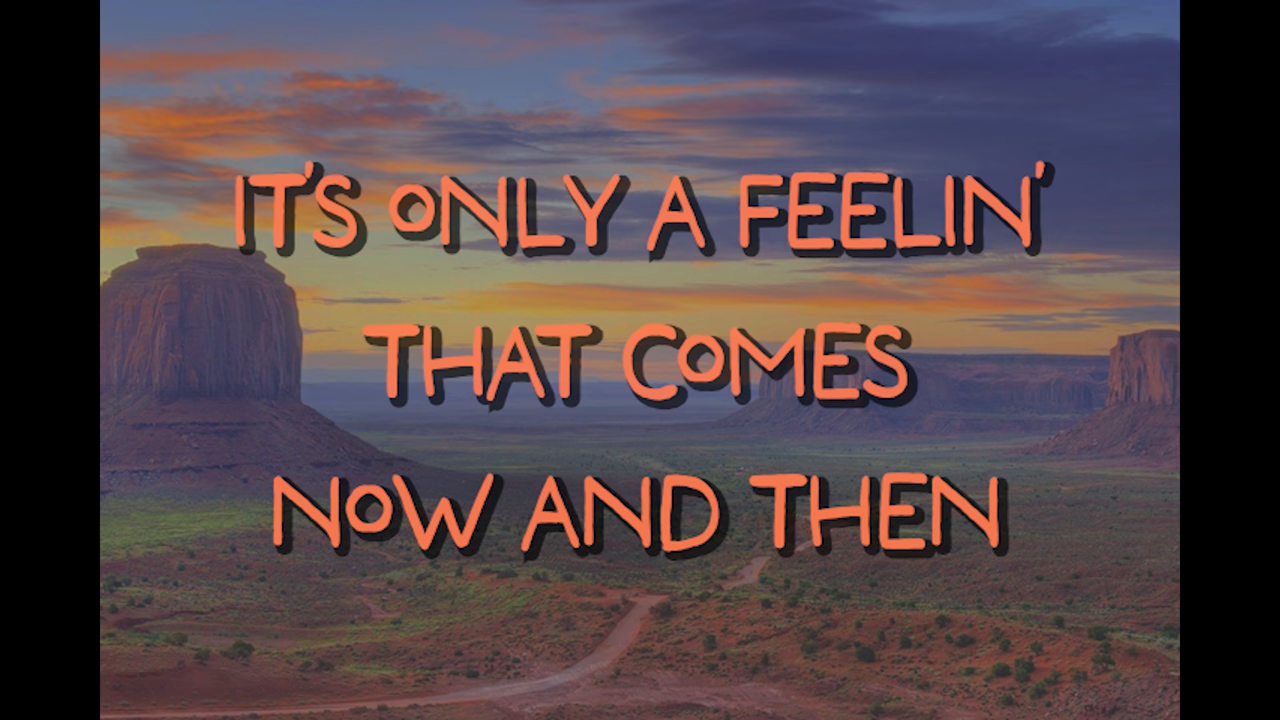 IT'S ONLY A FEELIN'
THAT COMES
NOW AND THEN